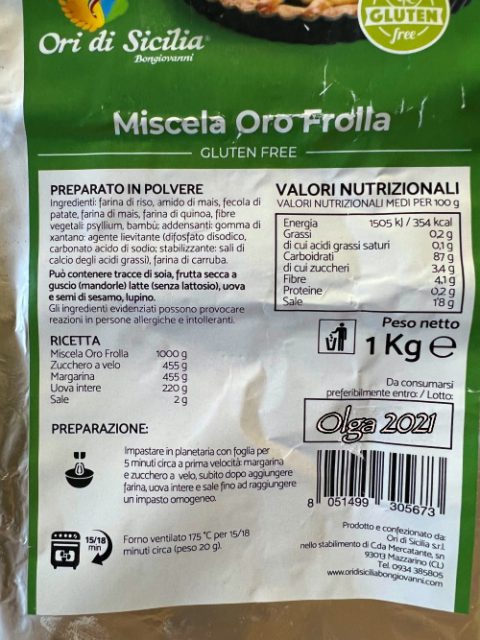 GLUTEN
free
Ori di Sicilia
Bongiovanni
Miscela Oro Frolla
GLUTEN FREE
PREPARATO IN POLVERE
Ingredienti: farina di riso, amido di mais, fecola di
patate, farina di mais, farina di quinoa, fibre
vegetali: psyllium, bambù; addensanti: gomma di
xantano; agente lievitante (difosfato disodico,
carbonato acido di sodio; stabilizzante: sali di
calcio degli acidi grassi), farina di carruba.
Può contenere tracce di soia, frutta secca a
guscio (mandorle) latte (senza lattosio), uova
e semi di sesamo, lupino.
Gli ingredienti evidenziati possono provocare
reazioni in persone allergiche e intolleranti.
RICETTA
Miscela Oro Frolla 1000 g
Zucchero a velo 455 g
Margarina 455 g
Uova intere 220 g
Sale 2 g
VALORI NUTRIZIONALI
VALORI NUTRIZIONALI MEDI PER 100 g
Energia 1505 kJ / 354 kcal
Grassi 0,2 g
di cui acidi grassi saturi 0,1 g
Carboidrati 87 g
di cui zuccheri 3,4 g
Fibre 4,1 g
Proteine 0,2 g
Sale 1'8 g
Peso netto
1 Kg e
Da consumarsi
preferibilmente entro: / Lotto:
Olga 2021
PREPARAZIONE:
Impastare in planetaria con foglia per
5 minuti circa a prima velocità: margarina
e zucchero a velo, subito dopo aggiungere
farina, uova intere e sale fino ad raggiungere
un impasto omogeneo.
15/18
min
Forno ventilato 175 °C per 15/18
minuti circa (peso 20 g).
8 051499 305673
Prodotto e confezionato da:
Ori di Sicilia s.r.l.
nello stabilimento di C.da Mercatante, sn
93013 Mazzarino (CL)
Tel. 0934 385805
www.oridisiciliabongiovanni.com